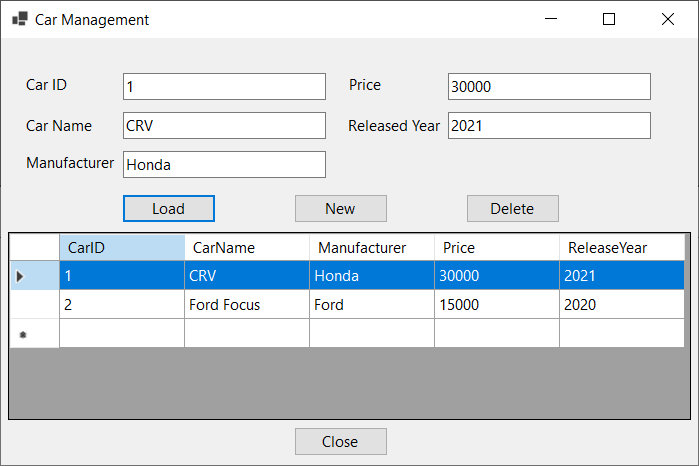 Car Management
Car ID 1 Price 30000
Car Name CRV Released Year 2021
Manufacturer Honda
Load New Delete
CarID CarName Manufacturer Price ReleaseYear
1 CRV Honda 30000 2021
2 Ford Focus Ford 15000 2020
Close